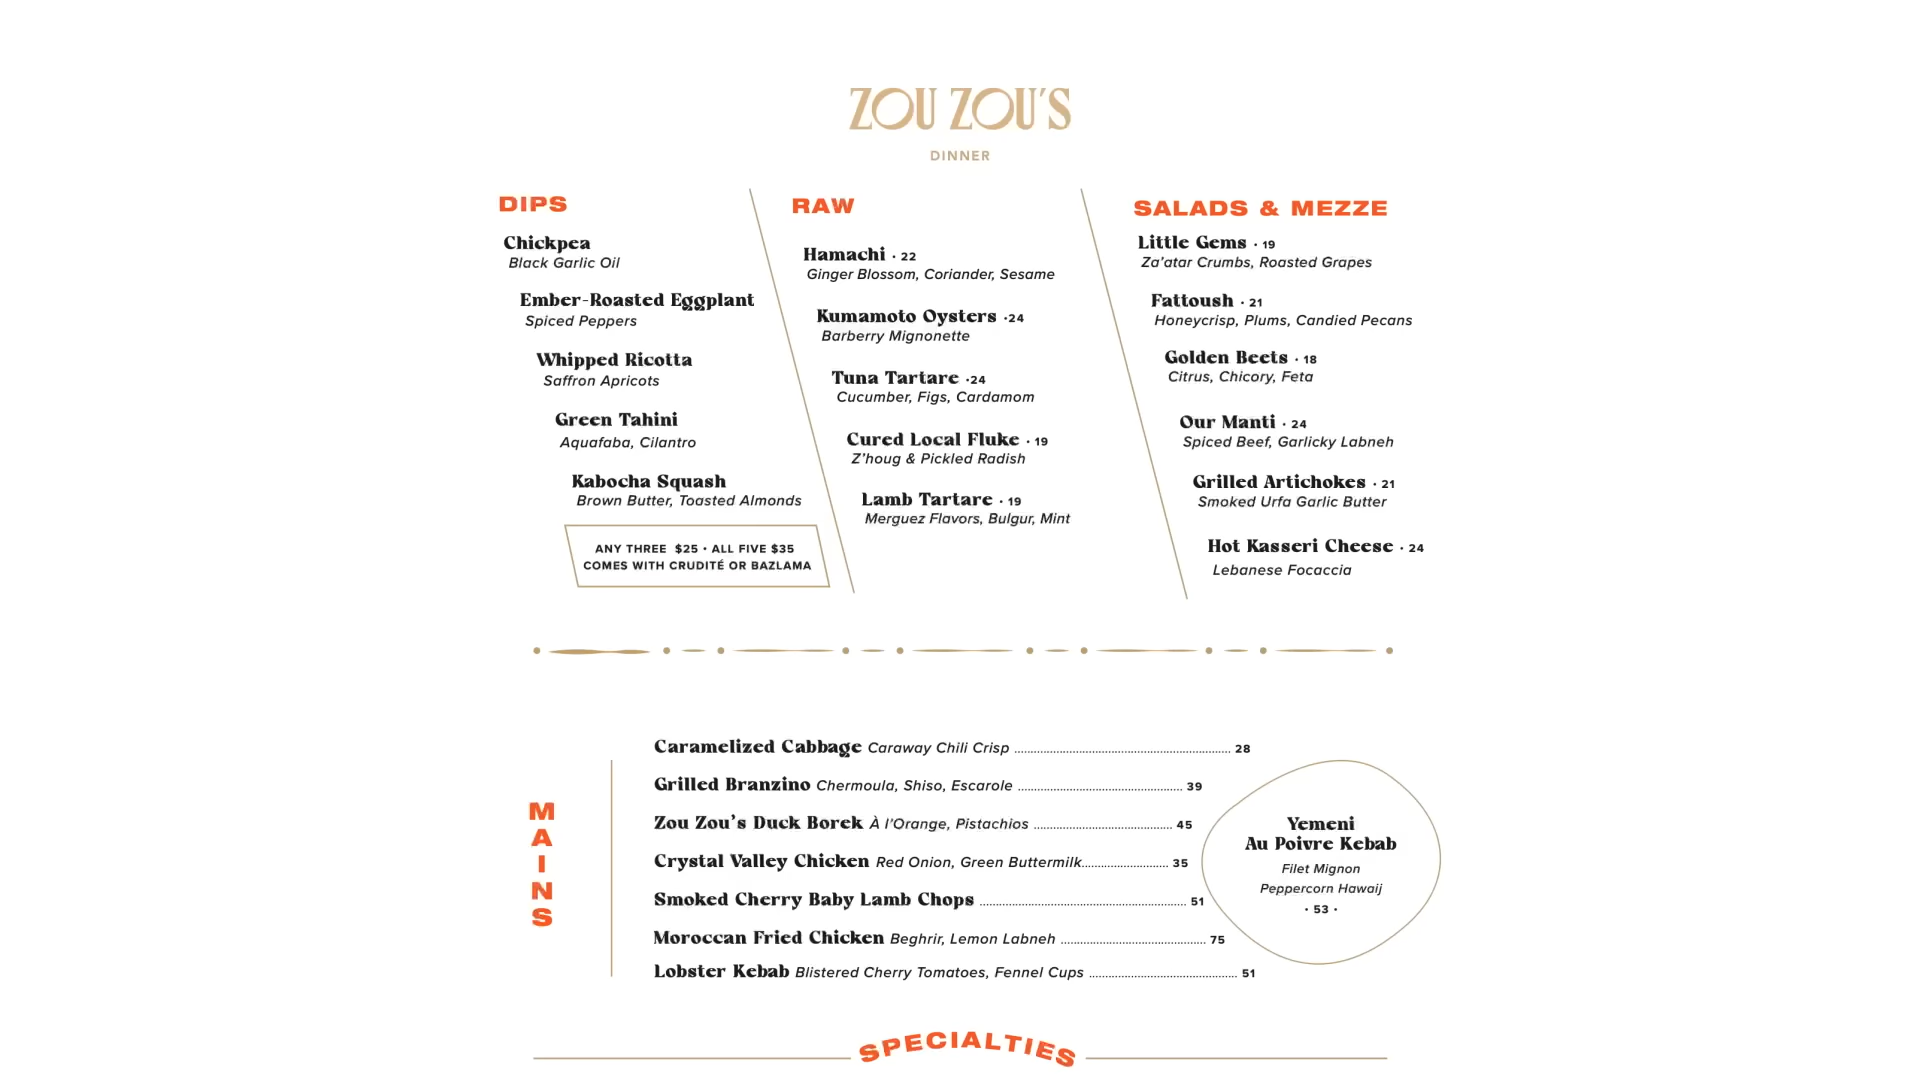 ZOU ZOU'S
DINNER
DIPS
Chickpea
Black Garlic Oil
Ember-Roasted Eggplant
Spiced Peppers
Whipped Ricotta
Saffron Apricots
Green Tahini
Aquafaba, Cilantro
Kabocha Squash
Brown Butter, Toasted Almonds
ANY THREE $25 • ALL FIVE $35
COMES WITH CRUDITÉ OR BAZLAMA
RAW
Hamachi · 22
Ginger Blossom, Coriander, Sesame
Kumamoto Oysters ·24
Barberry Mignonette
Tuna Tartare ·24
Cucumber, Figs, Cardamom
Cured Local Fluke · 19
Z'houg & Pickled Radish
Lamb Tartare · 19
Merguez Flavors, Bulgur, Mint
SALADS & MEZZE
Little Gems · 19
Za'atar Crumbs, Roasted Grapes
Fattoush · 21
Honeycrisp, Plums, Candied Pecans
Golden Beets · 18
Citrus, Chicory, Feta
Our Manti · 24
Spiced Beef, Garlicky Labneh
Grilled Artichokes · 21
Smoked Urfa Garlic Butter
Hot Kasseri Cheese · 24
Lebanese Focaccia
MAINS
Caramelized Cabbage Caraway Chili Crisp ........ 28
Grilled Branzino Chermoula, Shiso, Escarole ........ 39
Zou Zou's Duck Borek À l'Orange, Pistachios ........ 45
Crystal Valley Chicken Red Onion, Green Buttermilk........ 35
Smoked Cherry Baby Lamb Chops ........ 51
Moroccan Fried Chicken Beghrir, Lemon Labneh ........ 75
Lobster Kebab Blistered Cherry Tomatoes, Fennel Cups ........ 51
Yemeni
Au Poivre Kebab
Filet Mignon
Peppercorn Hawaij
· 53 ·
SPECIALTIES